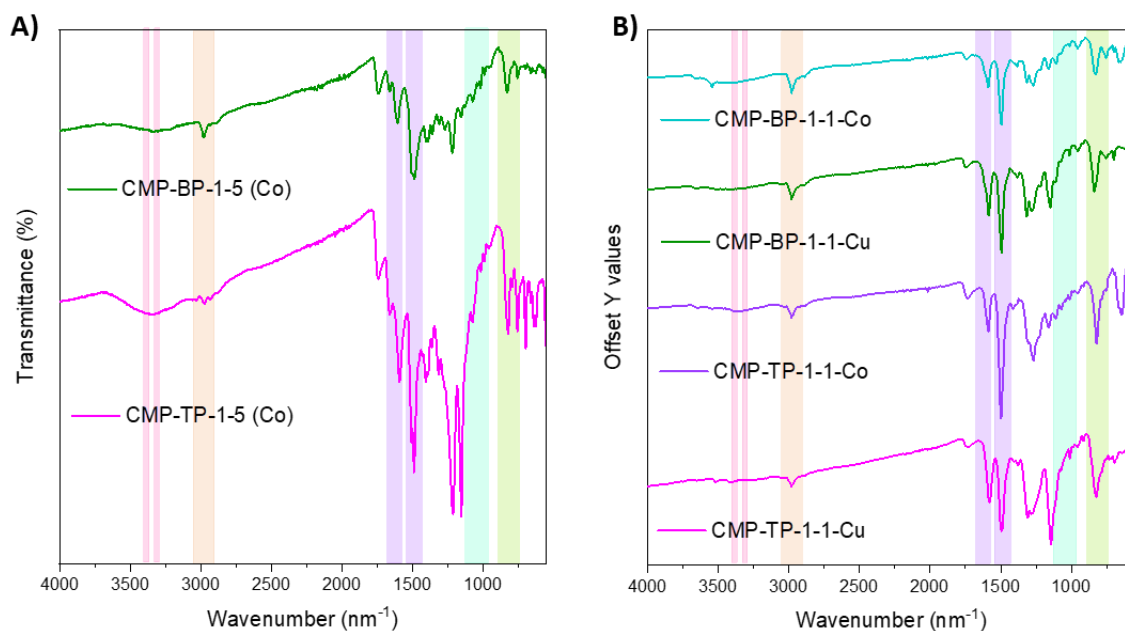 A)
Transmittance (%)
CMP-BP-1-5 (Co)
CMP-TP-1-5 (Co)
4000 3500 3000 2500 2000 1500 1000
Wavenumber (nm⁻¹)
B)
Offset Y values
CMP-BP-1-1-Co
CMP-BP-1-1-Cu
CMP-TP-1-1-Co
CMP-TP-1-1-Cu
4000 3500 3000 2500 2000 1500 1000
Wavenumber (nm⁻¹)